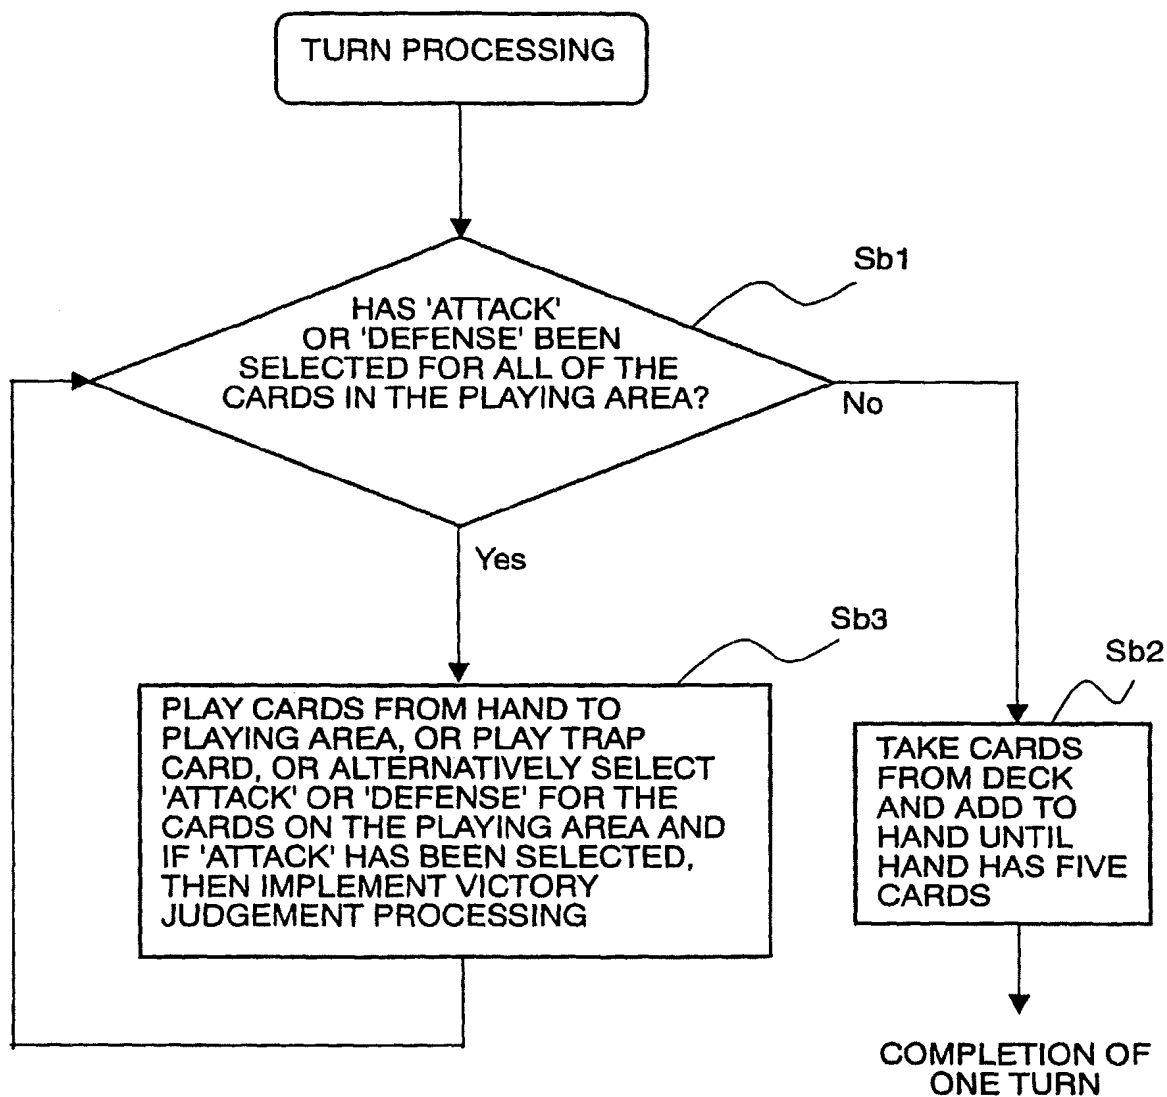 TURN PROCESSING
Sb1
HAS 'ATTACK'
OR 'DEFENSE' BEEN
SELECTED FOR ALL OF THE
CARDS IN THE PLAYING AREA?
No
Yes
Sb3
PLAY CARDS FROM HAND TO
PLAYING AREA, OR PLAY TRAP
CARD, OR ALTERNATIVELY SELECT
'ATTACK' OR 'DEFENSE' FOR THE
CARDS ON THE PLAYING AREA AND
IF 'ATTACK' HAS BEEN SELECTED,
THEN IMPLEMENT VICTORY
JUDGEMENT PROCESSING
Sb2
TAKE CARDS
FROM DECK
AND ADD TO
HAND UNTIL
HAND HAS FIVE
CARDS
COMPLETION OF
ONE TURN